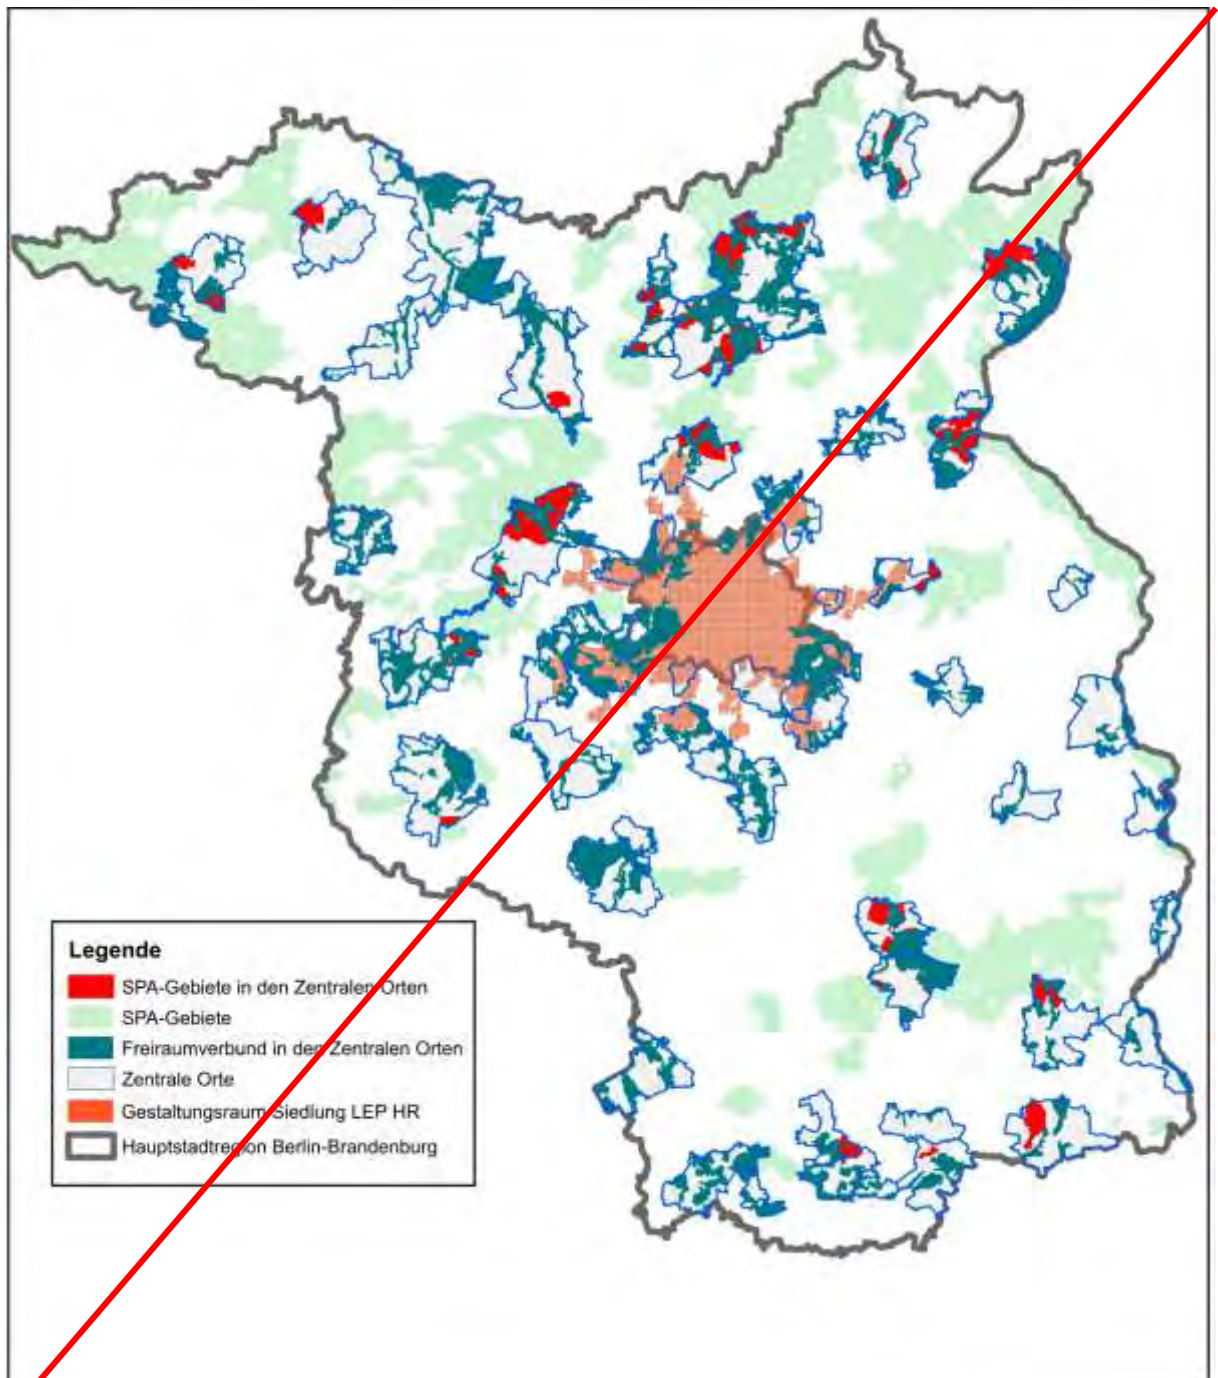 Legende
SPA-Gebiete in den Zentralen Orten
SPA-Gebiete
Freiraumverbund in den Zentralen Orten
Zentrale Orte
Gestaltungsraum Siedlung LEP HR
Hauptstadtregion Berlin-Brandenburg